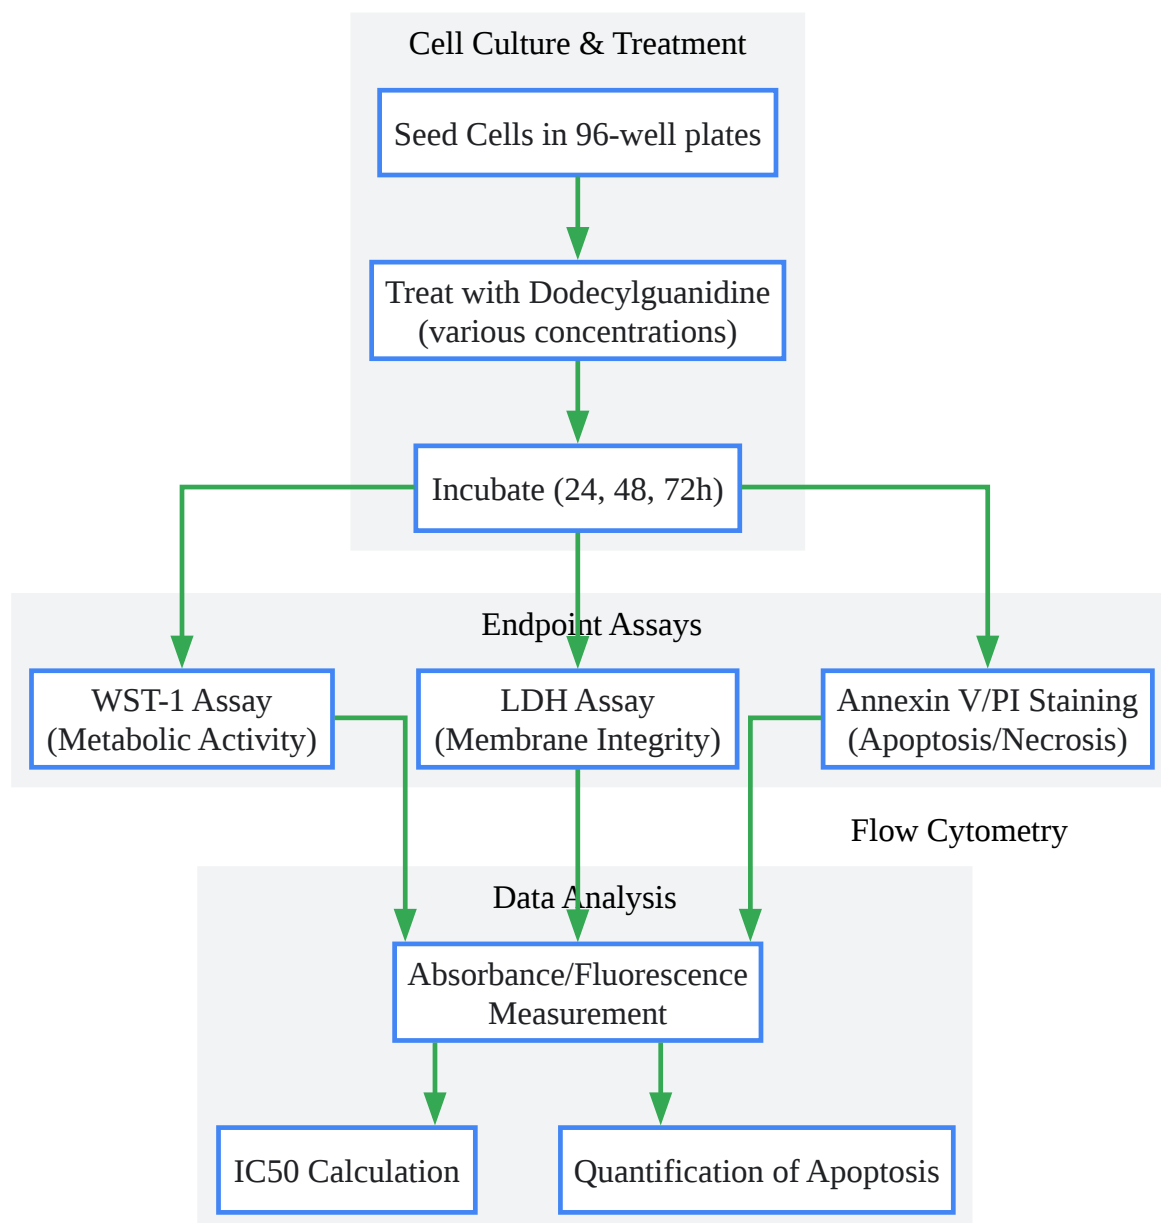 Cell Culture & Treatment
Seed Cells in 96-well plates
Treat with Dodecylguanidine
(various concentrations)
Incubate (24, 48, 72h)
Endpoint Assays
WST-1 Assay
(Metabolic Activity)
LDH Assay
(Membrane Integrity)
Annexin V/PI Staining
(Apoptosis/Necrosis)
Flow Cytometry
Data Analysis
Absorbance/Fluorescence
Measurement
IC50 Calculation
Quantification of Apoptosis